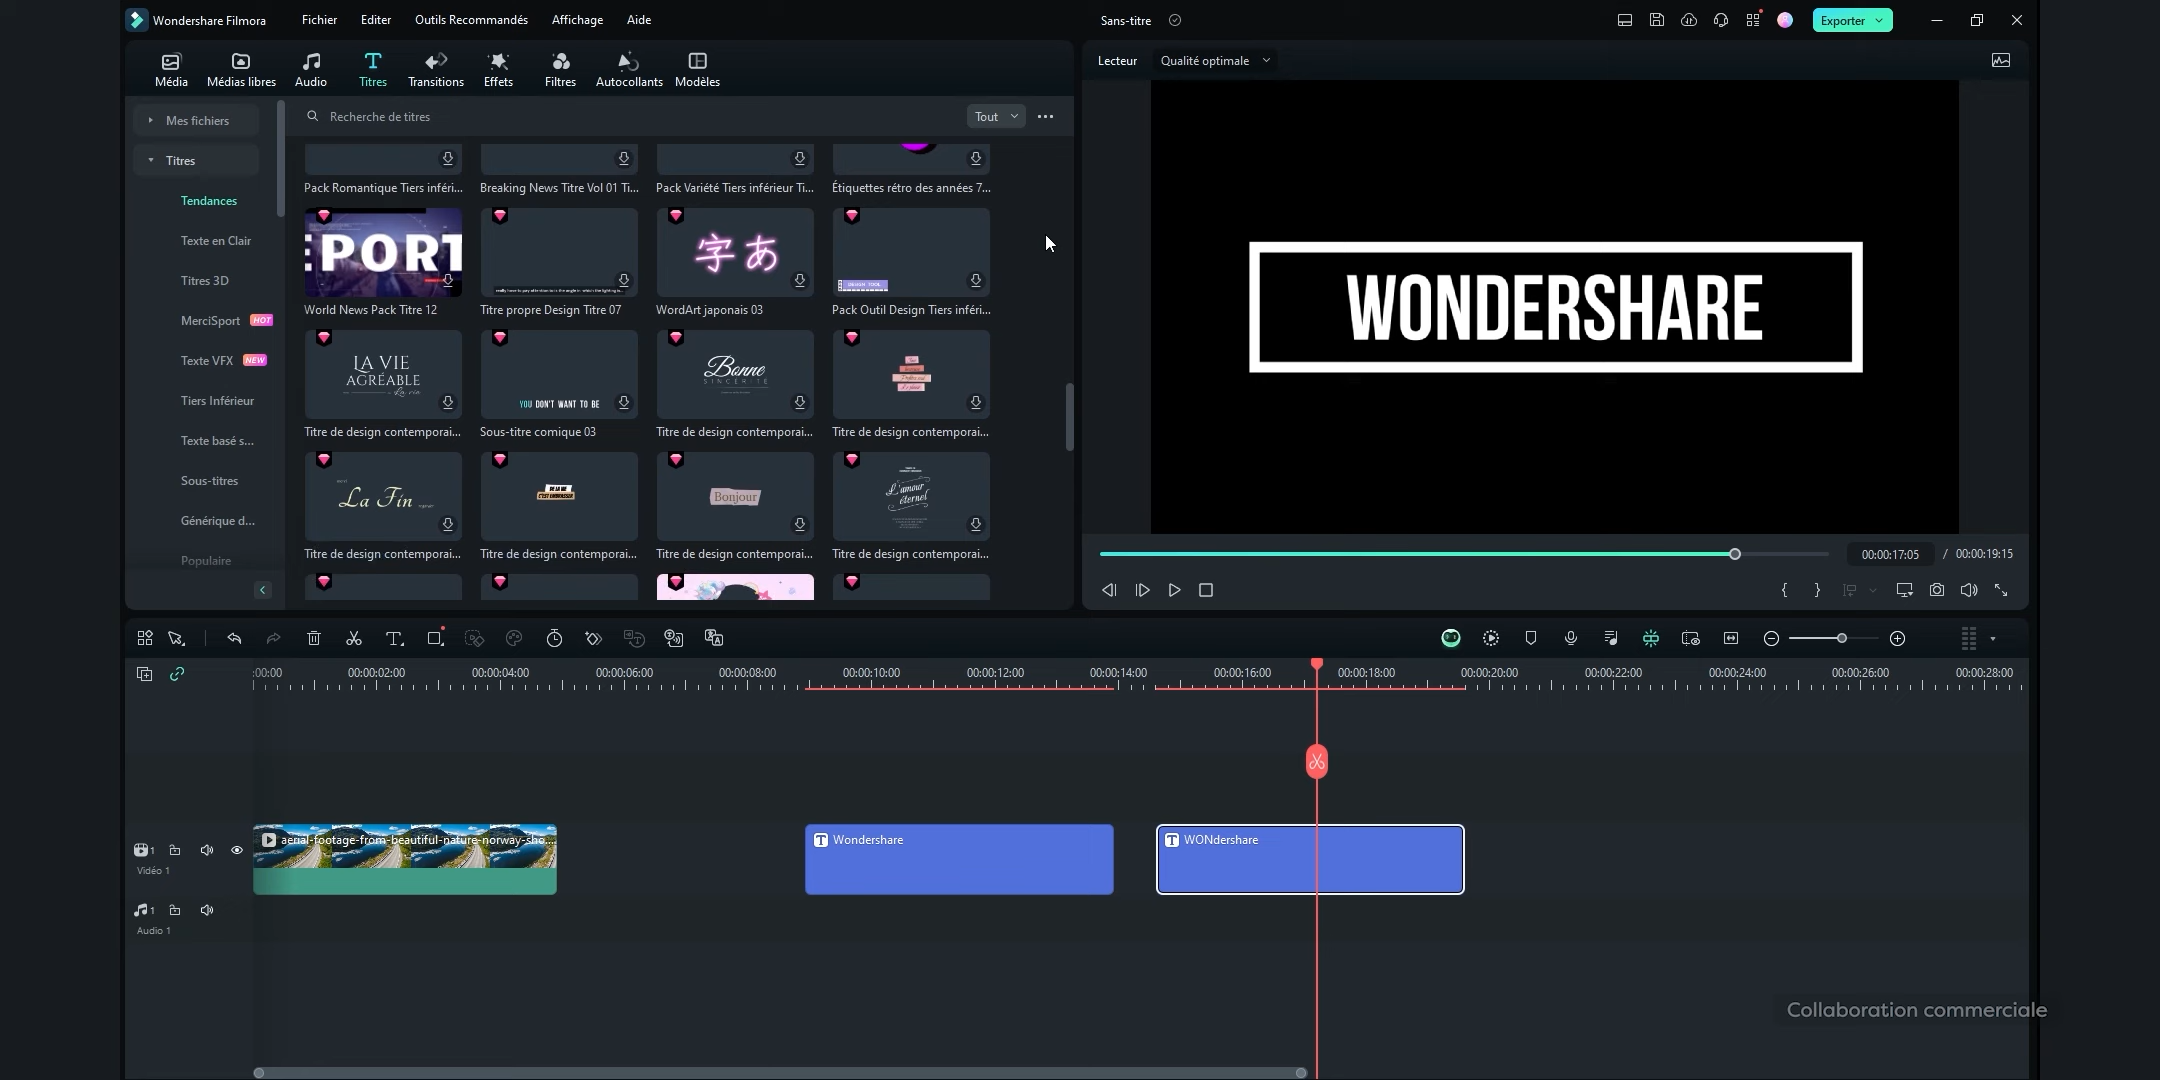 Wondershare Filmora
Fichier
Editer
Outils Recommandés
Affichage
Aide
Sans-titre
Exporter
Média
Médias libres
Audio
Titres
Transitions
Effets
Filtres
Autocollants
Modèles
Lecteur
Qualité optimale
Mes fichiers
Titres
Tendances
Texte en Clair
Titres 3D
MerciSport HOT
Texte VFX NEW
Tiers Inférieur
Texte basé s...
Sous-titres
Générique d...
Populaire
Recherche de titres
Tout
Pack Romantique Tiers inféri...
Breaking News Titre Vol 01 Ti...
Pack Variété Tiers inférieur Ti...
Étiquettes rétro des années 7...
EPORT
字あ
DESIGN TOOL
World News Pack Titre 12
Titre propre Design Titre 07
WordArt japonais 03
Pack Outil Design Tiers inféri...
LA VIE
AGRÉABLE
La vie
YOU DON'T WANT TO BE
Bonne
SINCÉRITÉ
Titre de design contemporai...
Sous-titre comique 03
Titre de design contemporai...
Titre de design contemporai...
La Fin
Bonjour
L'amour
éternel
Titre de design contemporai...
Titre de design contemporai...
Titre de design contemporai...
Titre de design contemporai...
WONDERSHARE
00:00:17:05 / 00:00:19:15
:00:00
00:00:02:00
00:00:04:00
00:00:06:00
00:00:08:00
00:00:10:00
00:00:12:00
00:00:14:00
00:00:16:00
00:00:18:00
00:00:20:00
00:00:22:00
00:00:24:00
00:00:26:00
00:00:28:00
aerial-footage-from-beautiful-nature-norway-sho...
Wondershare
WONdershare
1
Vidéo 1
1
Audio 1
Collaboration commerciale